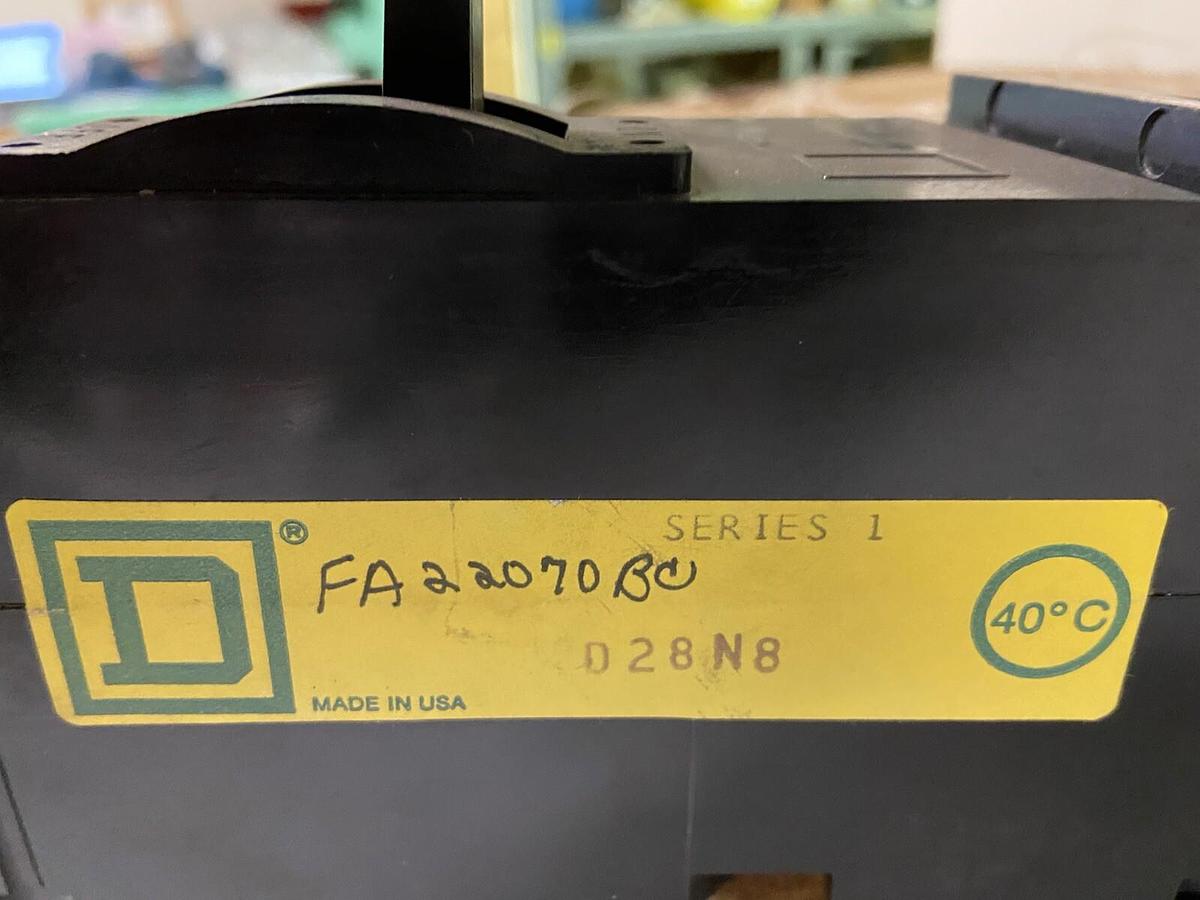 SERIES 1
D ®
FA22070BC
40°C
D28N8
MADE IN USA